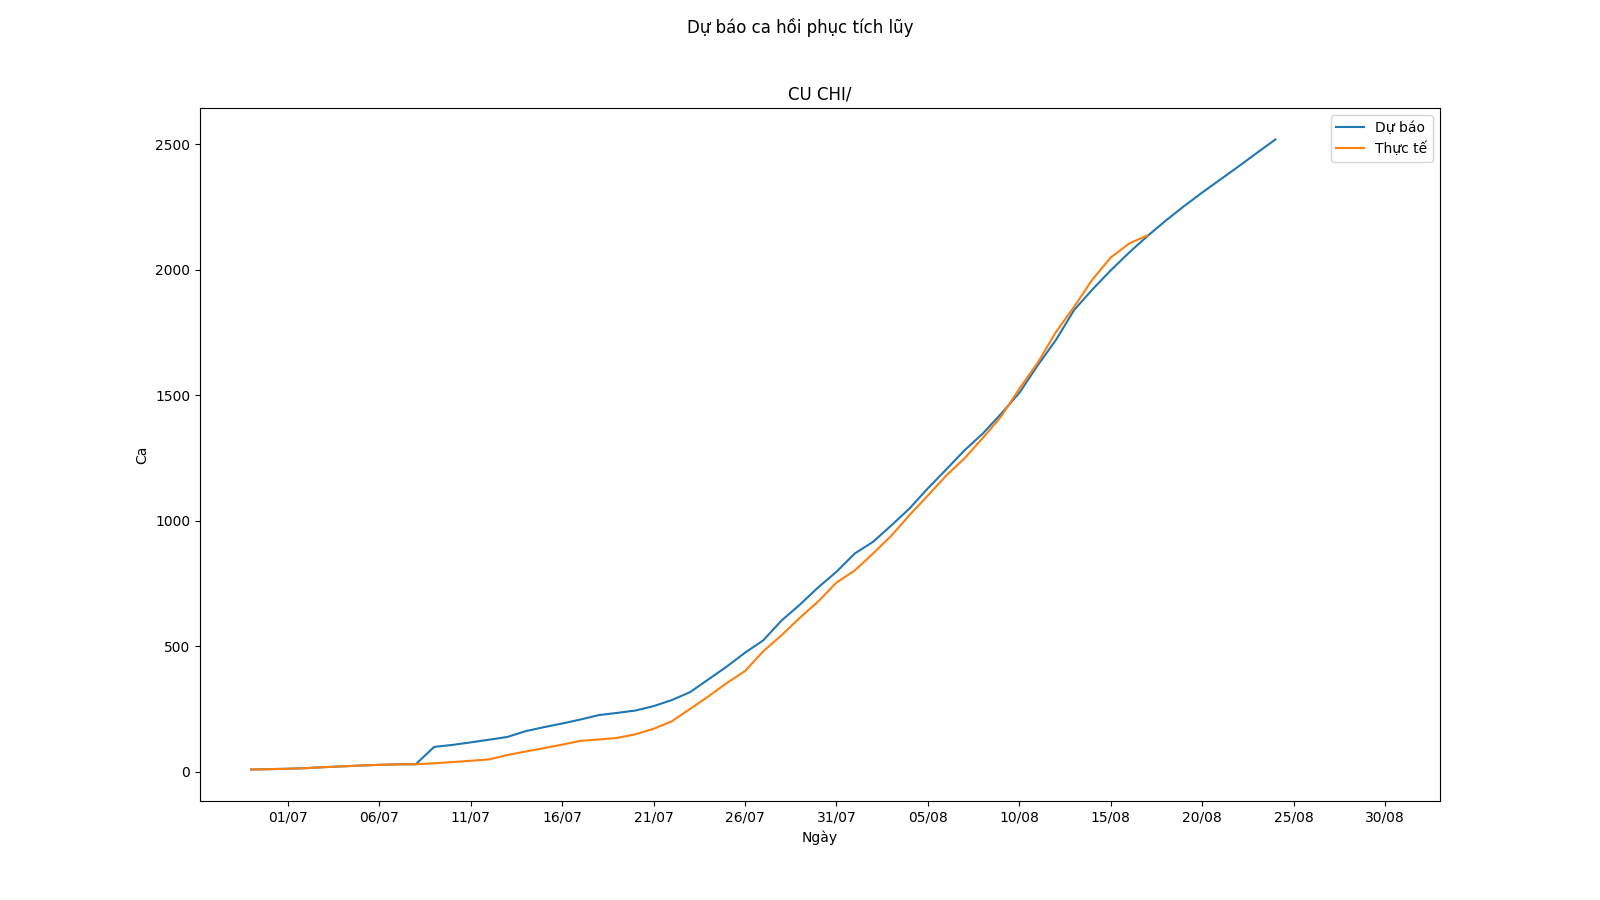 Dự báo ca hồi phục tích lũy
CU CHI/
Dự báo
Thực tế
2500
2000
1500
1000
500
0
Ca
01/07 06/07 11/07 16/07 21/07 26/07 31/07 05/08 10/08 15/08 20/08 25/08 30/08
Ngày